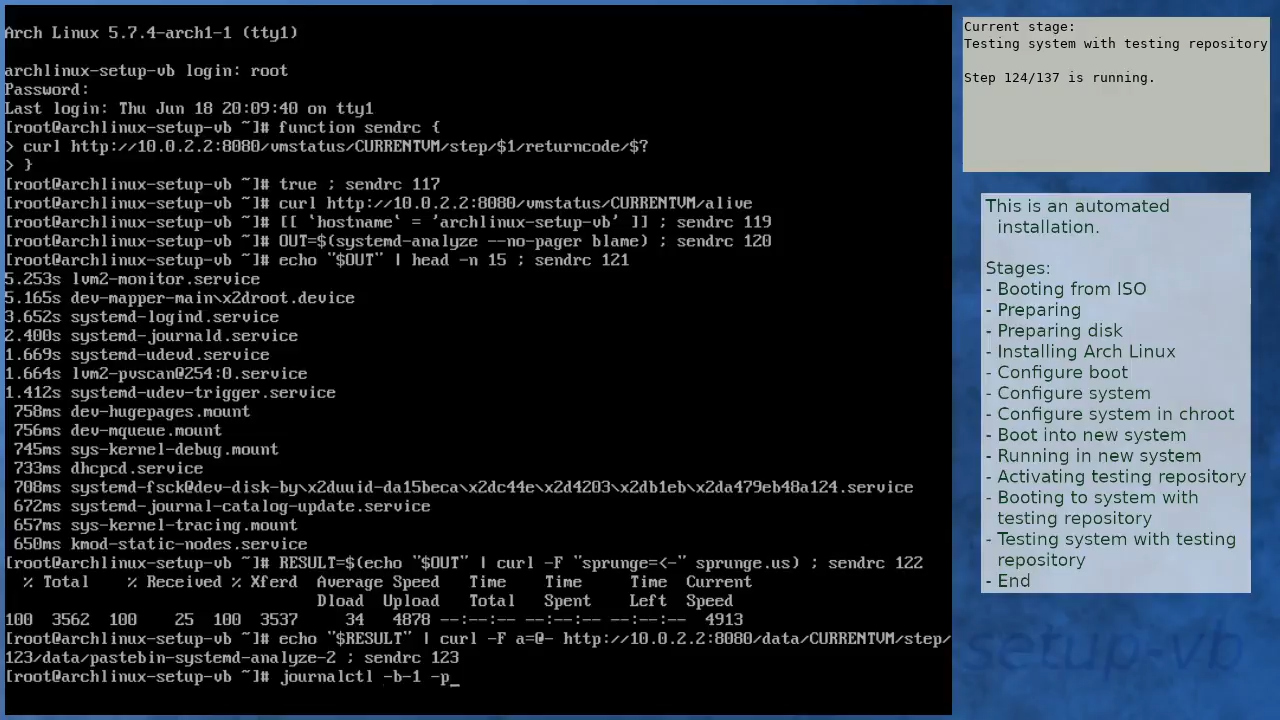 Arch Linux 5.7.4-arch1-1 (tty1)
archlinux-setup-vb login: root
Password:
Last login: Thu Jun 18 20:09:40 on tty1
[root@archlinux-setup-vb ~]# function sendrc {
> curl http://10.0.2.2:8080/vmstatus/CURRENTVM/step/$1/returncode/$?
> }
[root@archlinux-setup-vb ~]# true ; sendrc 117
[root@archlinux-setup-vb ~]# curl http://10.0.2.2:8080/vmstatus/CURRENTVM/alive
[root@archlinux-setup-vb ~]# [[ `hostname` = 'archlinux-setup-vb' ]] ; sendrc 119
[root@archlinux-setup-vb ~]# OUT=$(systemd-analyze --no-pager blame) ; sendrc 120
[root@archlinux-setup-vb ~]# echo "$OUT" | head -n 15 ; sendrc 121
5.253s lvm2-monitor.service
5.165s dev-mapper-main\x2droot.device
3.652s systemd-logind.service
2.400s systemd-journald.service
1.669s systemd-udevd.service
1.664s lvm2-pvscan@254:0.service
1.412s systemd-udev-trigger.service
758ms dev-hugepages.mount
756ms dev-mqueue.mount
745ms sys-kernel-debug.mount
733ms dhcpcd.service
708ms systemd-fsck@dev-disk-by\x2duuid-da15beca\x2dc44e\x2d4203\x2db1eb\x2da479eb48a124.service
672ms systemd-journal-catalog-update.service
657ms sys-kernel-tracing.mount
650ms kmod-static-nodes.service
[root@archlinux-setup-vb ~]# RESULT=$(echo "$OUT" | curl -F "sprunge=<-" sprunge.us) ; sendrc 122
% Total % Received % Xferd Average Speed Time Time Time Current
Dload Upload Total Spent Left Speed
100 3562 100 25 100 3537 34 4878 --:--:-- --:--:-- --:--:-- 4913
[root@archlinux-setup-vb ~]# echo "$RESULT" | curl -F a=@- http://10.0.2.2:8080/data/CURRENTVM/step/
123/data/pastebin-systemd-analyze-2 ; sendrc 123
[root@archlinux-setup-vb ~]# journalctl -b-1 -p_
Current stage:
Testing system with testing repository
Step 124/137 is running.
This is an automated
installation.
Stages:
- Booting from ISO
- Preparing
- Preparing disk
- Installing Arch Linux
- Configure boot
- Configure system
- Configure system in chroot
- Boot into new system
- Running in new system
- Activating testing repository
- Booting to system with
testing repository
- Testing system with testing
repository
- End
setup-vb